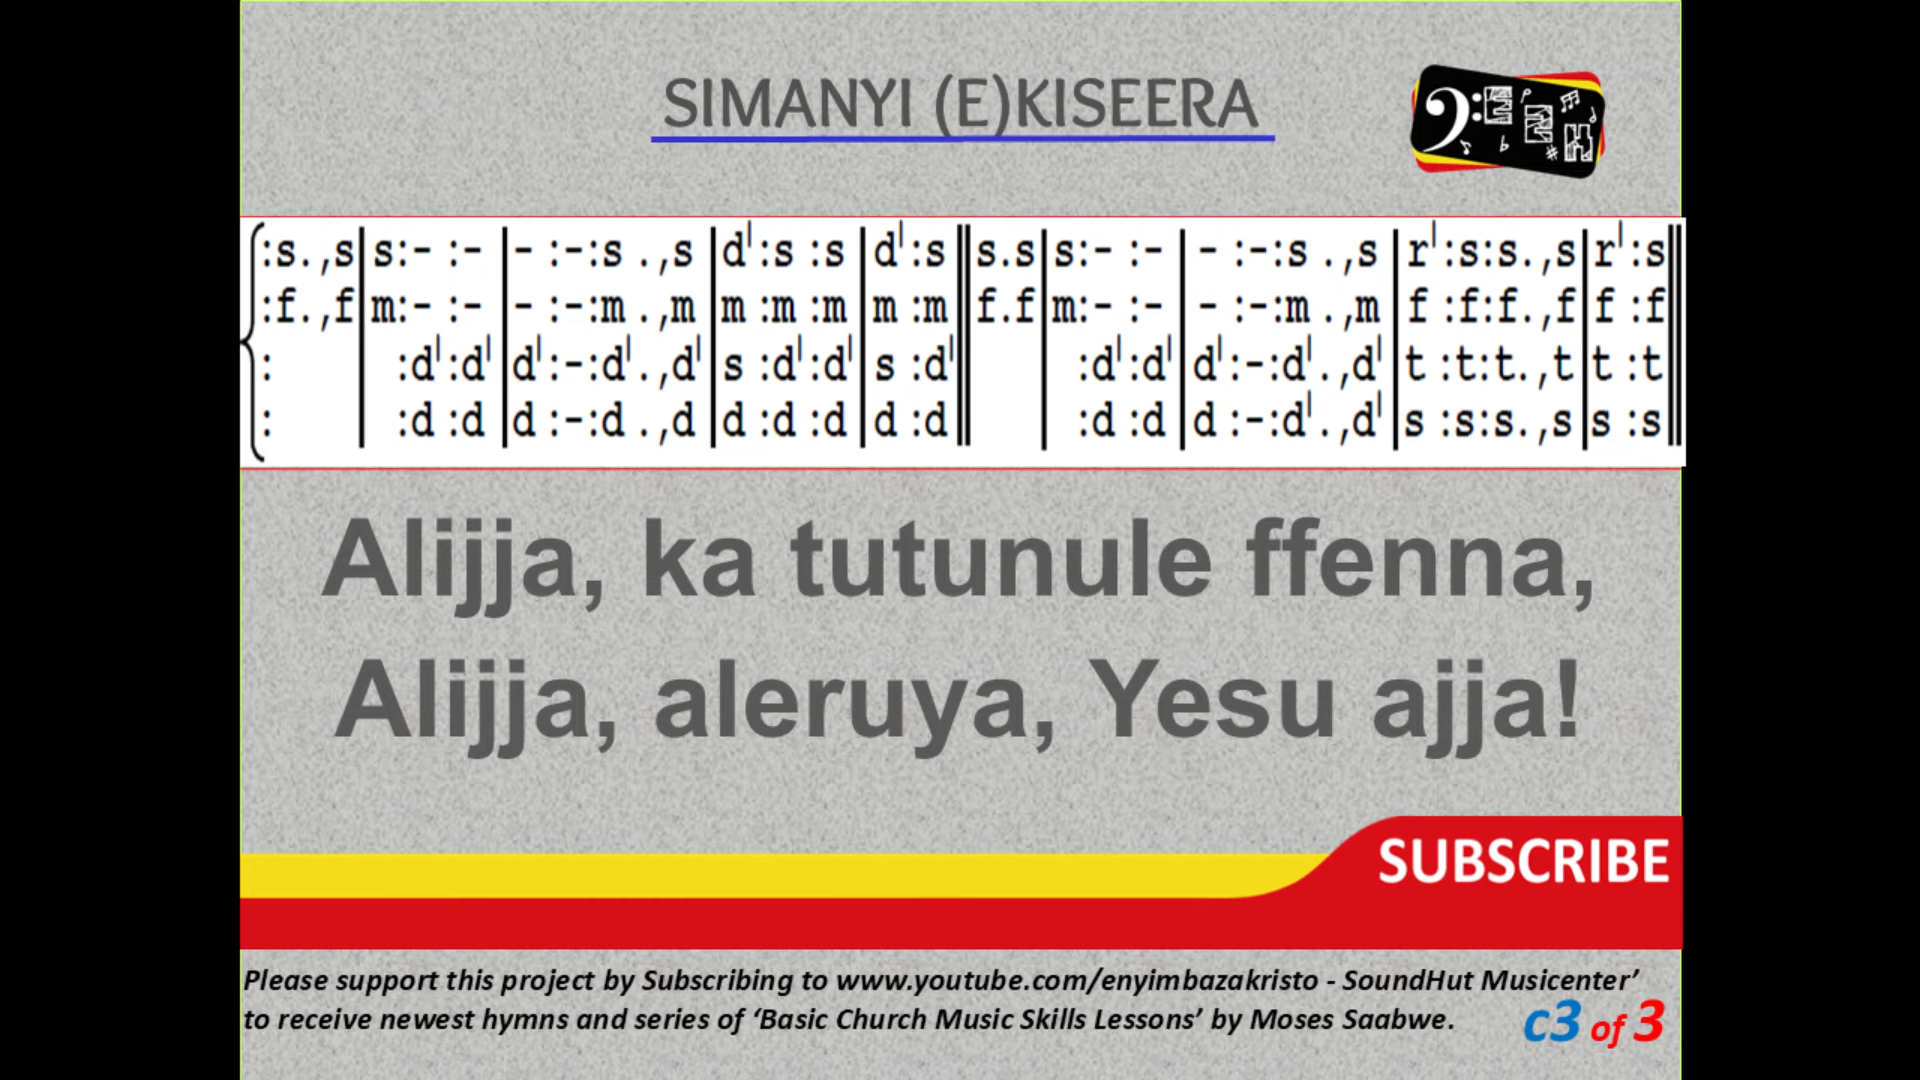 SIMANYI (E)KISEERA
EZH
:s.,s|s:- :-|- :-:s .,s|d':s :s|d':s||s.s|s:- :-|- :-:s .,s|r':s:s.,s|r':s||
:f.,f|m:- :-|- :-:m .,m|m :m :m|m :m||f.f|m:- :-|- :-:m .,m|f :f:f.,f|f :f||
: | :d':d'|d':-:d'.,d'|s :d':d'|s :d'|| | :d':d'|d':-:d'.,d'|t :t:t.,t|t :t||
: | :d :d|d :-:d .,d|d :d :d|d :d|| | :d :d|d :-:d'.,d'|s :s:s.,s|s :s||
Alijja, ka tutunule ffenna,
Alijja, aleruya, Yesu ajja!
SUBSCRIBE
Please support this project by Subscribing to www.youtube.com/enyimbazakristo - SoundHut Musicenter’
to receive newest hymns and series of ‘Basic Church Music Skills Lessons’ by Moses Saabwe.
c3 of 3